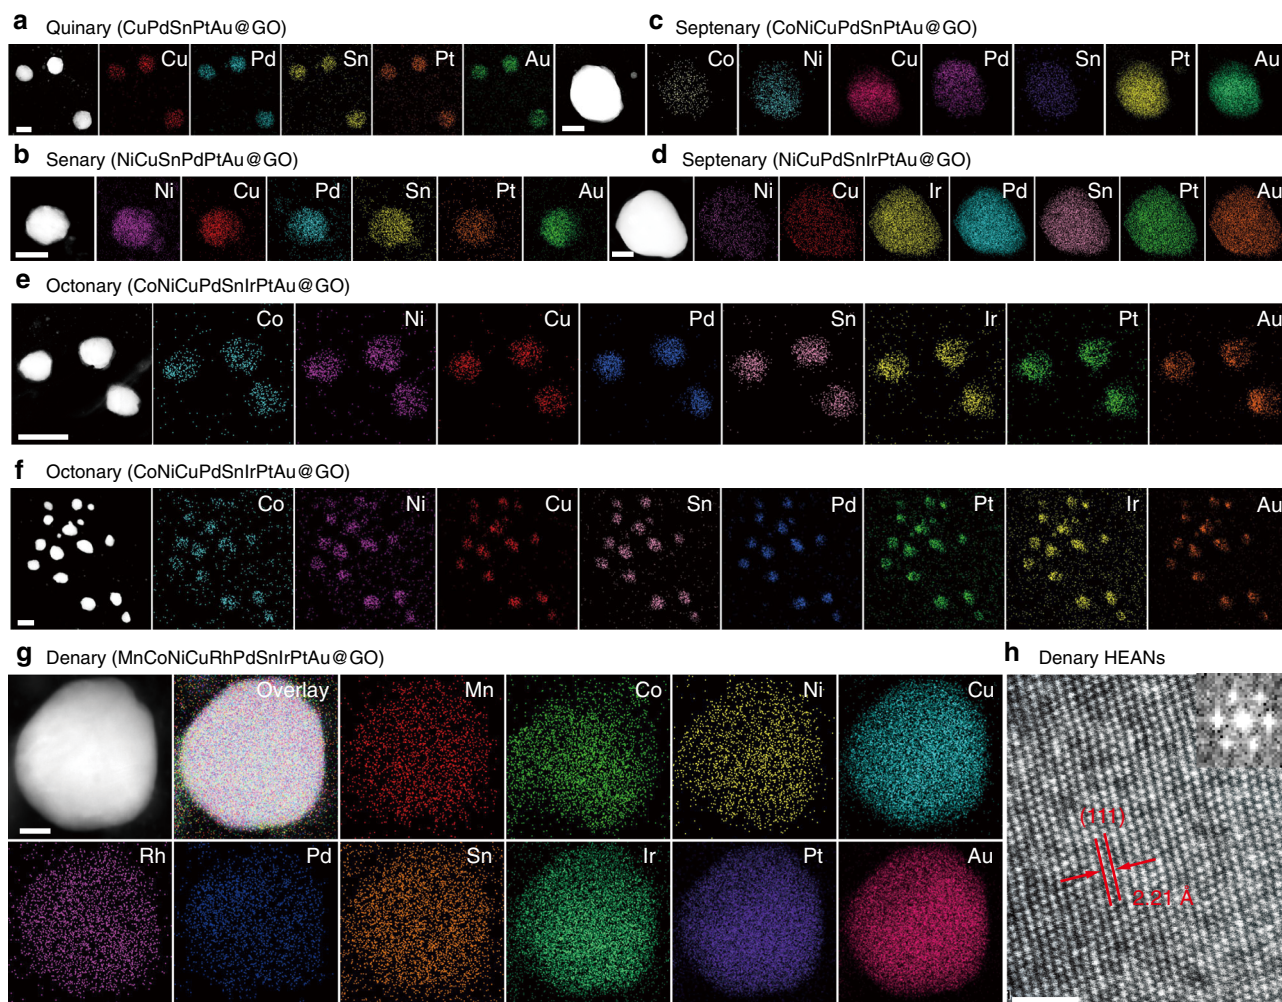 a Quinary (CuPdSnPtAu@GO)
Cu Pd Sn Pt Au
c Septenary (CoNiCuPdSnPtAu@GO)
Co Ni Cu Pd Sn Pt Au
b Senary (NiCuSnPdPtAu@GO)
Ni Cu Pd Sn Pt Au
d Septenary (NiCuPdSnIrPtAu@GO)
Ni Cu Ir Pd Sn Pt Au
e Octonary (CoNiCuPdSnIrPtAu@GO)
Co Ni Cu Pd Sn Ir Pt Au
f Octonary (CoNiCuPdSnIrPtAu@GO)
Co Ni Cu Sn Pd Pt Ir Au
g Denary (MnCoNiCuRhPdSnIrPtAu@GO)
Overlay Mn Co Ni Cu
Rh Pd Sn Ir Pt Au
h Denary HEANs
(111)
2.21 Å